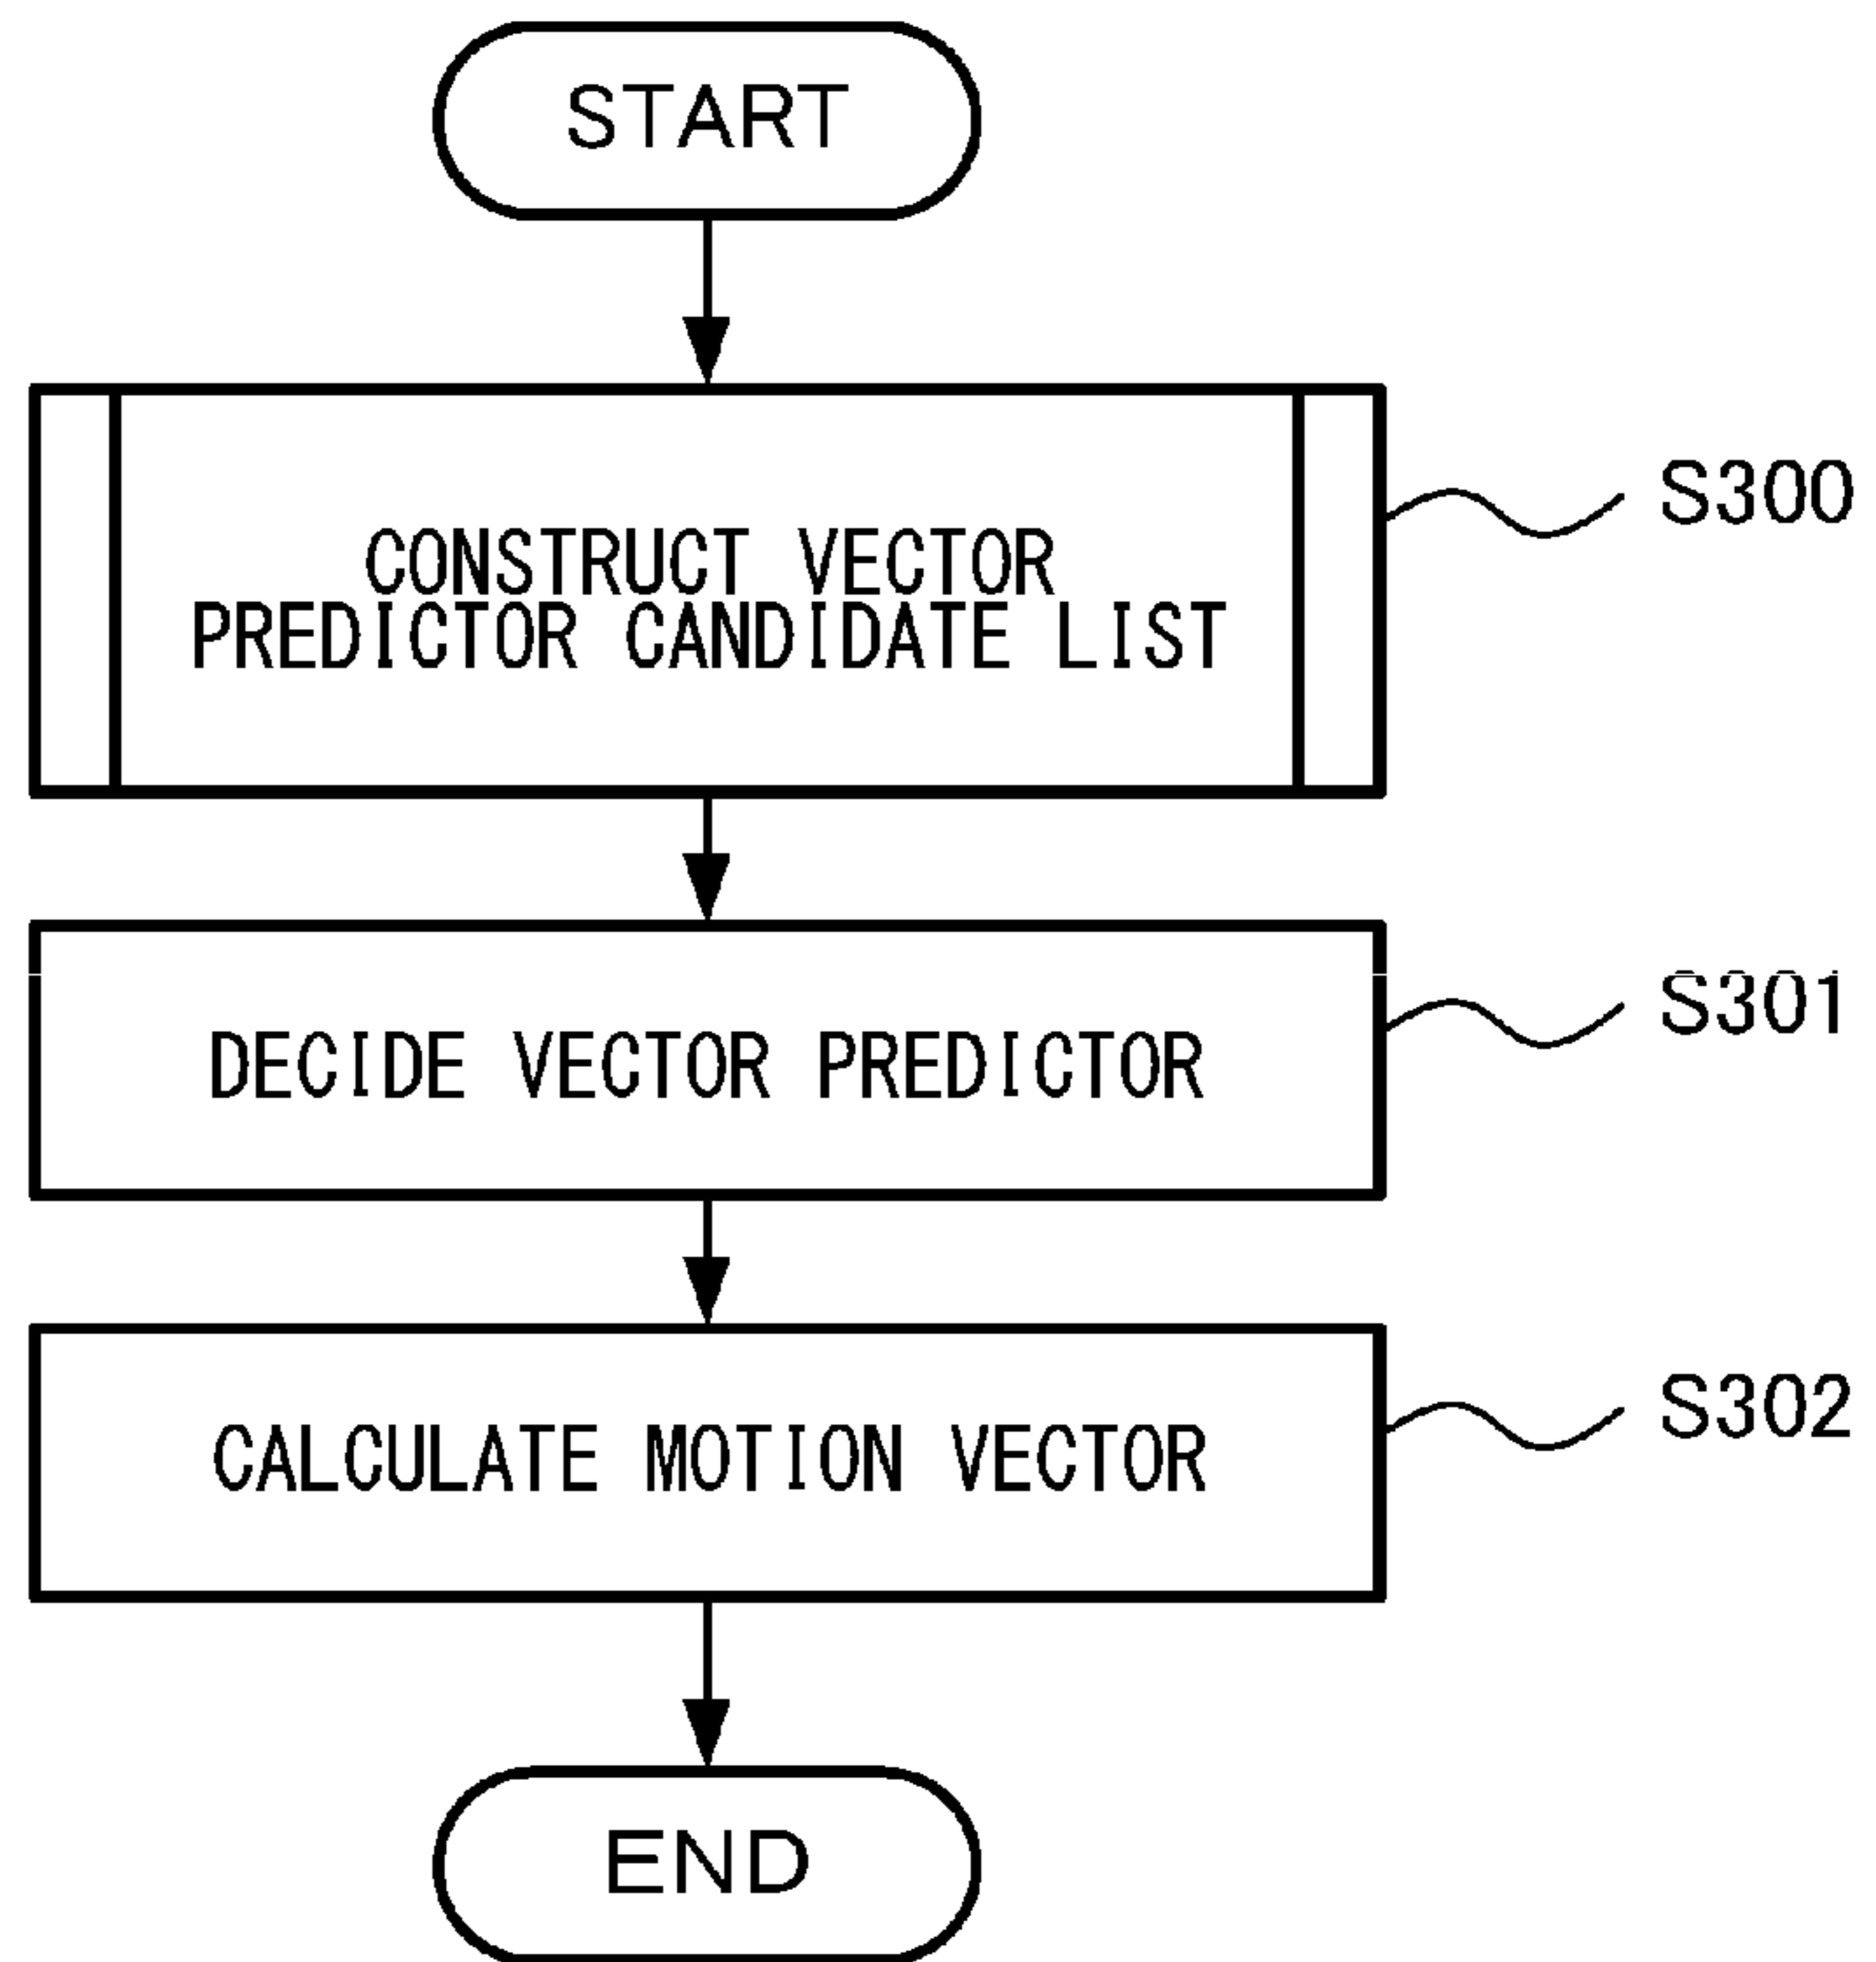 START
CONSTRUCT VECTOR
PREDICTOR CANDIDATE LIST
S300
DECIDE VECTOR PREDICTOR
S301
CALCULATE MOTION VECTOR
S302
END